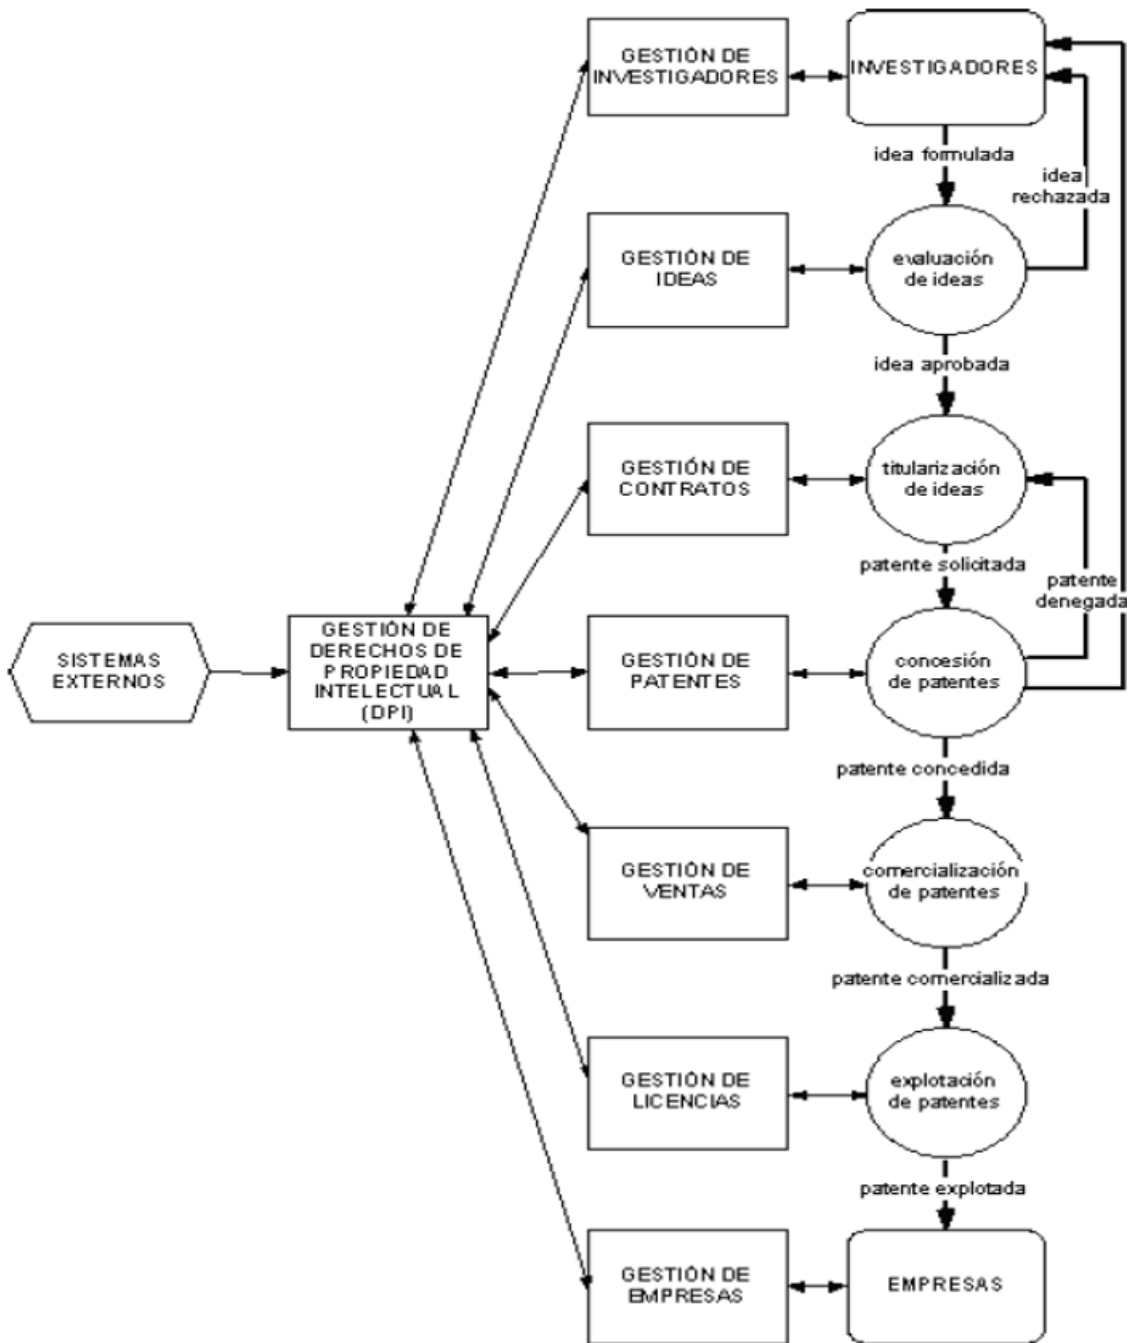 GESTIÓN DE
INVESTIGADORES
INVESTIGADORES
idea formulada
idea
rechazada
GESTIÓN DE
IDEAS
evaluación
de ideas
idea aprobada
GESTIÓN DE
CONTRATOS
titularización
de ideas
patente solicitada
patente
denegada
SISTEMAS
EXTERNOS
GESTIÓN DE
DERECHOS DE
PROPIEDAD
INTELECTUAL
(DPI)
GESTIÓN DE
PATENTES
concesión
de patentes
patente concedida
GESTIÓN DE
VENTAS
comercialización
de patentes
patente comercializada
GESTIÓN DE
LICENCIAS
explotación
de patentes
patente explotada
GESTIÓN DE
EMPRESAS
EMPRESAS